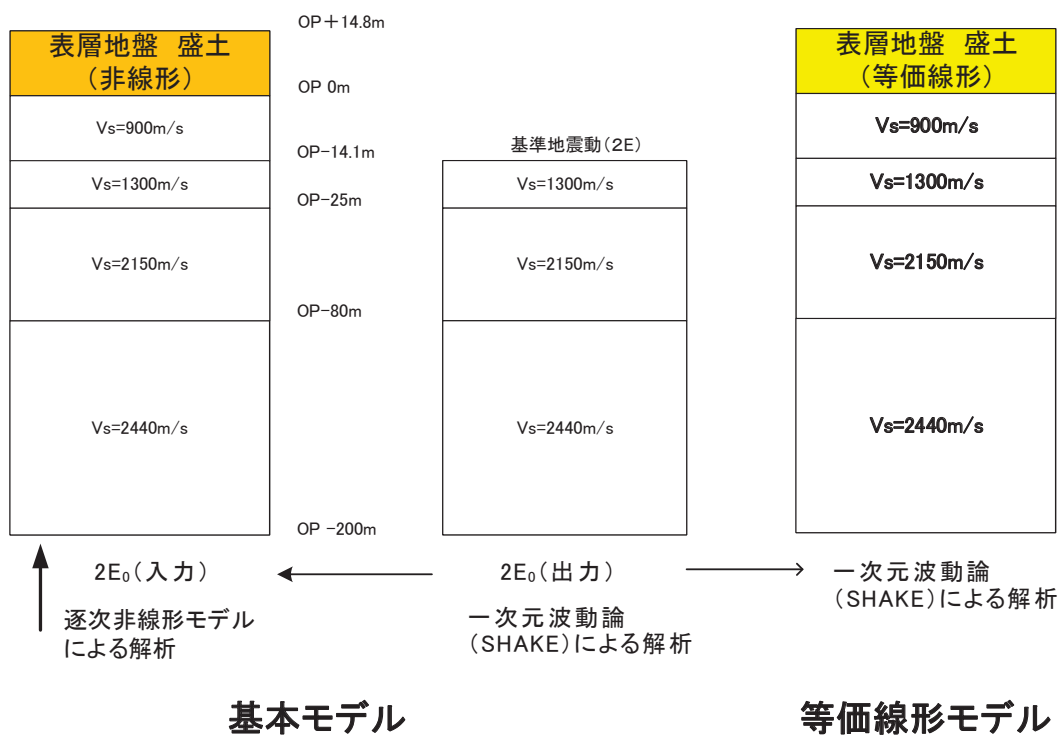 表層地盤 盛土
(非線形)
Vs=900m/s
Vs=1300m/s
Vs=2150m/s
Vs=2440m/s
2E₀(入力)
逐次非線形モデル
による解析
OP+14.8m
OP 0m
OP-14.1m
OP-25m
OP-80m
OP -200m
基準地震動(2E)
Vs=1300m/s
Vs=2150m/s
Vs=2440m/s
2E₀(出力)
一次元波動論
(SHAKE)による解析
基本モデル
表層地盤 盛土
(等価線形)
Vs=900m/s
Vs=1300m/s
Vs=2150m/s
Vs=2440m/s
一次元波動論
(SHAKE)による解析
等価線形モデル